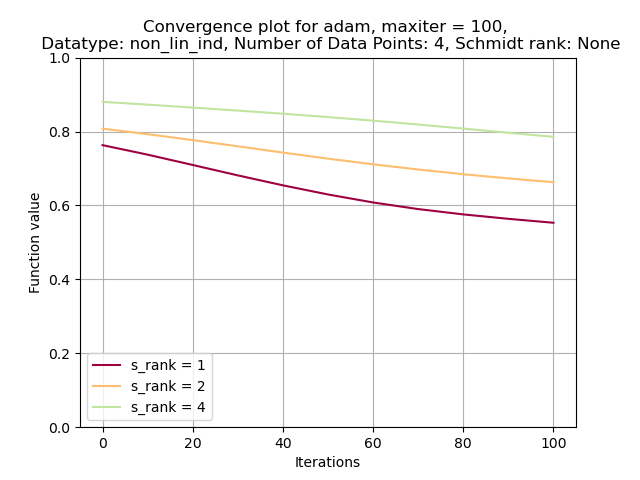 Convergence plot for adam, maxiter = 100,
Datatype: non_lin_ind, Number of Data Points: 4, Schmidt rank: None
1.0
0.8
0.6
0.4
0.2
0.0
Function value
s_rank = 1
s_rank = 2
s_rank = 4
0 20 40 60 80 100
Iterations